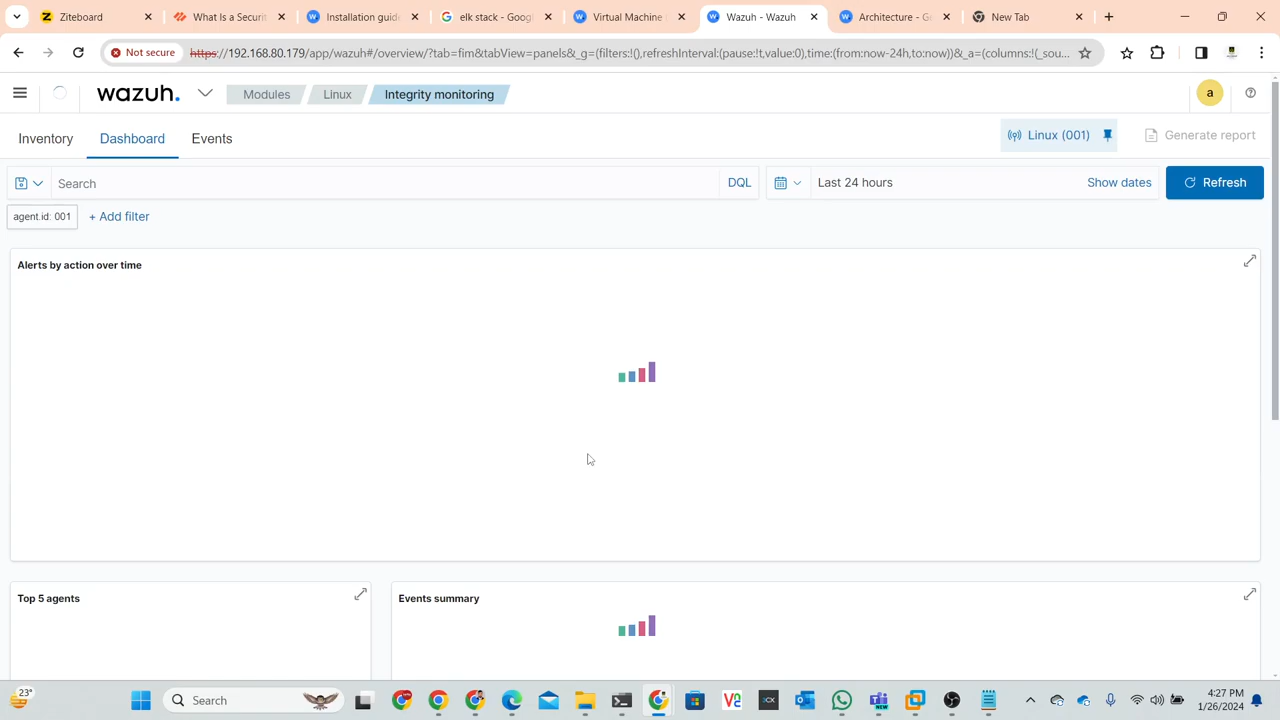 Ziteboard
What Is a Securit
Installation guid
elk stack - Goog
Virtual Machine
Wazuh - Wazuh
Architecture - G
New Tab
Not secure
https://192.168.80.179/app/wazuh#/overview/?tab=fim&tabView=panels&_g=(filters:!(),refreshInterval:(pause:!t,value:0),time:(from:now-24h,to:now))&_a=(columns:!(_sou...
wazuh.
Modules
Linux
Integrity monitoring
a
Inventory
Dashboard
Events
Linux (001)
Generate report
Search
DQL
Last 24 hours
Show dates
Refresh
agent.id: 001
+ Add filter
Alerts by action over time
Top 5 agents
Events summary
23°
Search
4:27 PM
1/26/2024